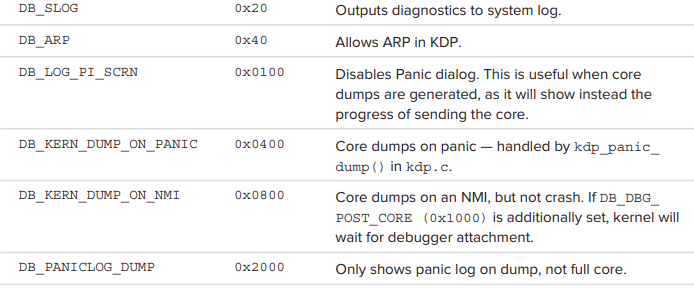 DB_SLOG 0x20 Outputs diagnostics to system log.
DB_ARP 0x40 Allows ARP in KDP.
DB_LOG_PI_SCRN 0x0100 Disables Panic dialog. This is useful when core
dumps are generated, as it will show instead the
progress of sending the core.
DB_KERN_DUMP_ON_PANIC 0x0400 Core dumps on panic — handled by kdp_panic_
dump() in kdp.c.
DB_KERN_DUMP_ON_NMI 0x0800 Core dumps on an NMI, but not crash. If DB_DBG_
POST_CORE (0x1000) is additionally set, kernel will
wait for debugger attachment.
DB_PANICLOG_DUMP 0x2000 Only shows panic log on dump, not full core.